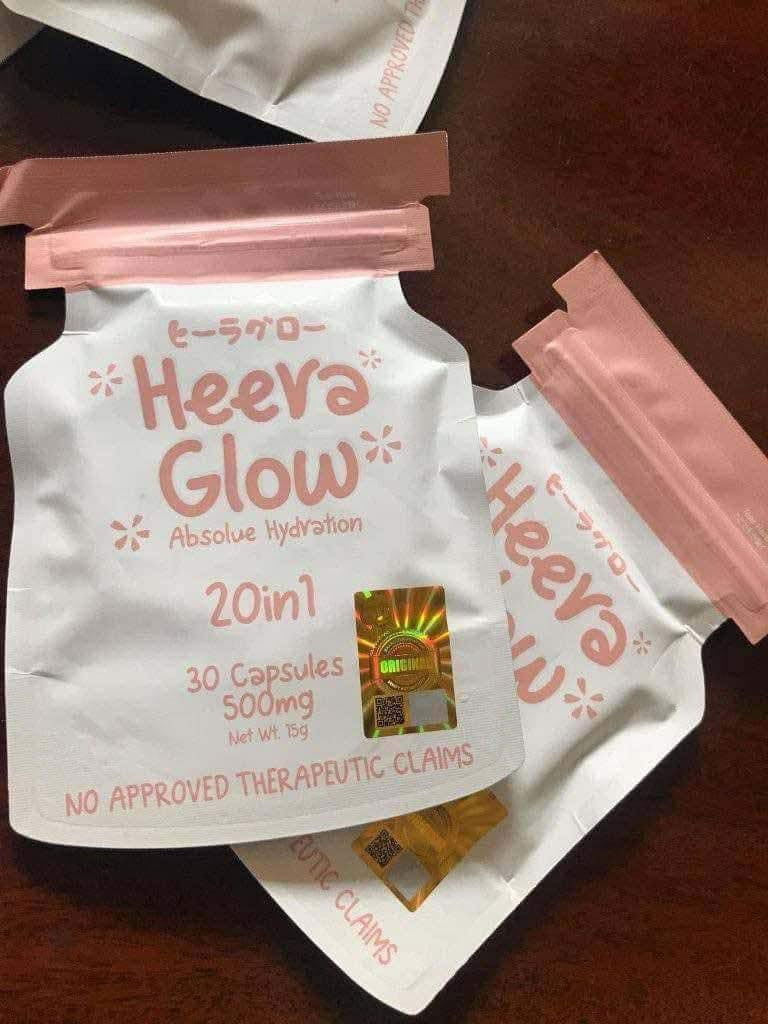 NO APPROVED
ヒーラグロー
Heera
Glow
Absolue Hydration
20in1
30 Capsules
500mg
Net Wt. 15g
NO APPROVED THERAPEUTIC CLAIMS
ORIGINAL
ヒーラグロー
Heera
EUTIC CLAIMS